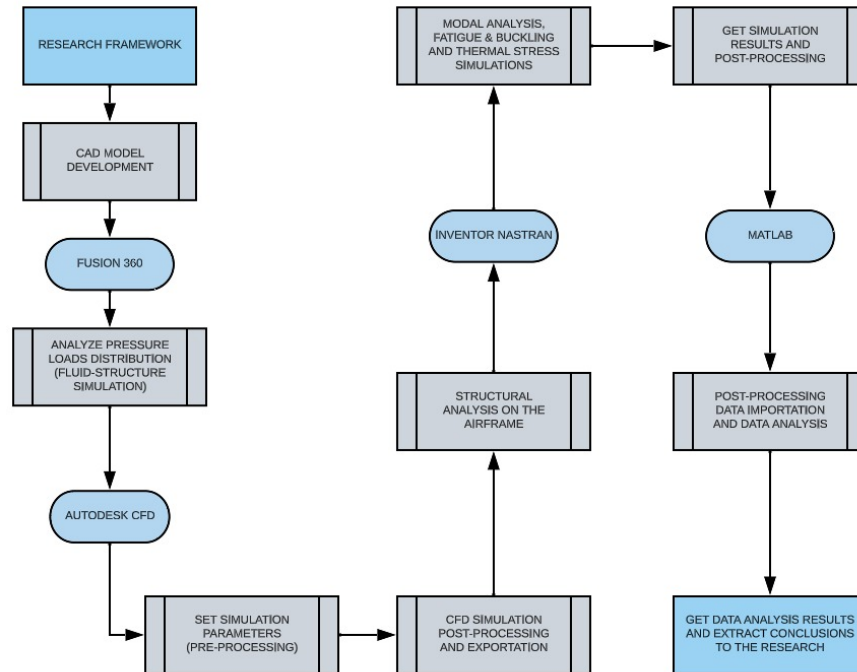 RESEARCH FRAMEWORK
CAD MODEL
DEVELOPMENT
FUSION 360
ANALYZE PRESSURE
LOADS DISTRIBUTION
(FLUID-STRUCTURE
SIMULATION)
AUTODESK CFD
SET SIMULATION
PARAMETERS
(PRE-PROCESSING)
CFD SIMULATION
POST-PROCESSING
AND EXPORTATION
STRUCTURAL
ANALYSIS ON THE
AIRFRAME
INVENTOR NASTRAN
MODAL ANALYSIS,
FATIGUE & BUCKLING
AND THERMAL STRESS
SIMULATIONS
GET SIMULATION
RESULTS AND
POST-PROCESSING
MATLAB
POST-PROCESSING
DATA IMPORTATION
AND DATA ANALYSIS
GET DATA ANALYSIS RESULTS
AND EXTRACT CONCLUSIONS
TO THE RESEARCH